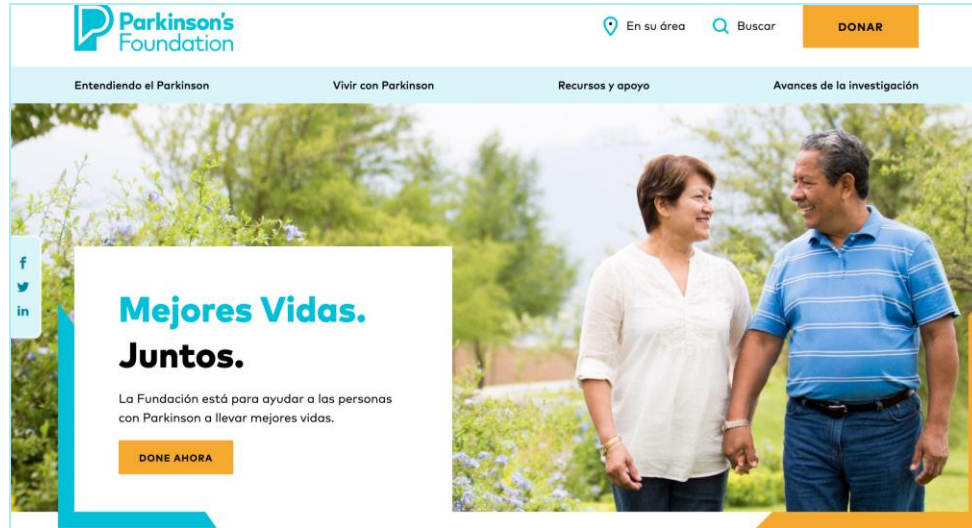 Parkinson's
Foundation
En su área
Buscar
DONAR
Entendiendo el Parkinson
Vivir con Parkinson
Recursos y apoyo
Avances de la investigación
f
in
Mejores Vidas.
Juntos.
La Fundación está para ayudar a las personas
con Parkinson a llevar mejores vidas.
DONE AHORA